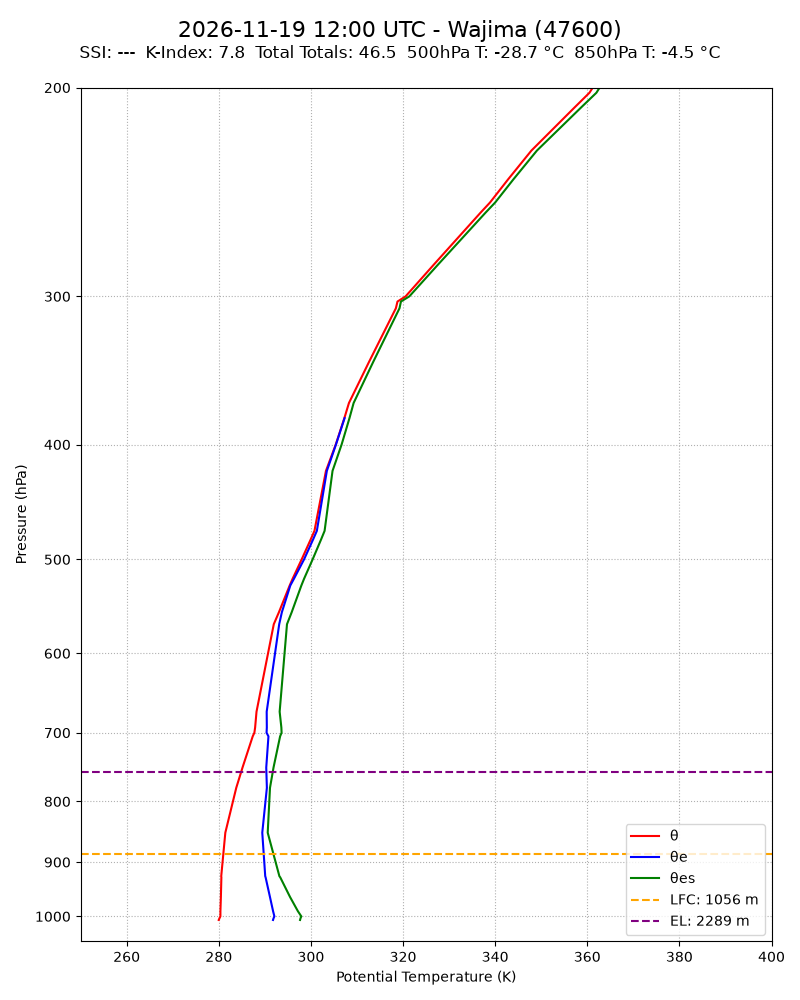 2026-11-19 12:00 UTC - Wajima (47600)
SSI: --- K-Index: 7.8 Total Totals: 46.5 500hPa T: -28.7 °C 850hPa T: -4.5 °C
200
300
400
500
600
700
800
900
1000
Pressure (hPa)
θ
θe
θes
LFC: 1056 m
EL: 2289 m
260 280 300 320 340 360 380 400
Potential Temperature (K)